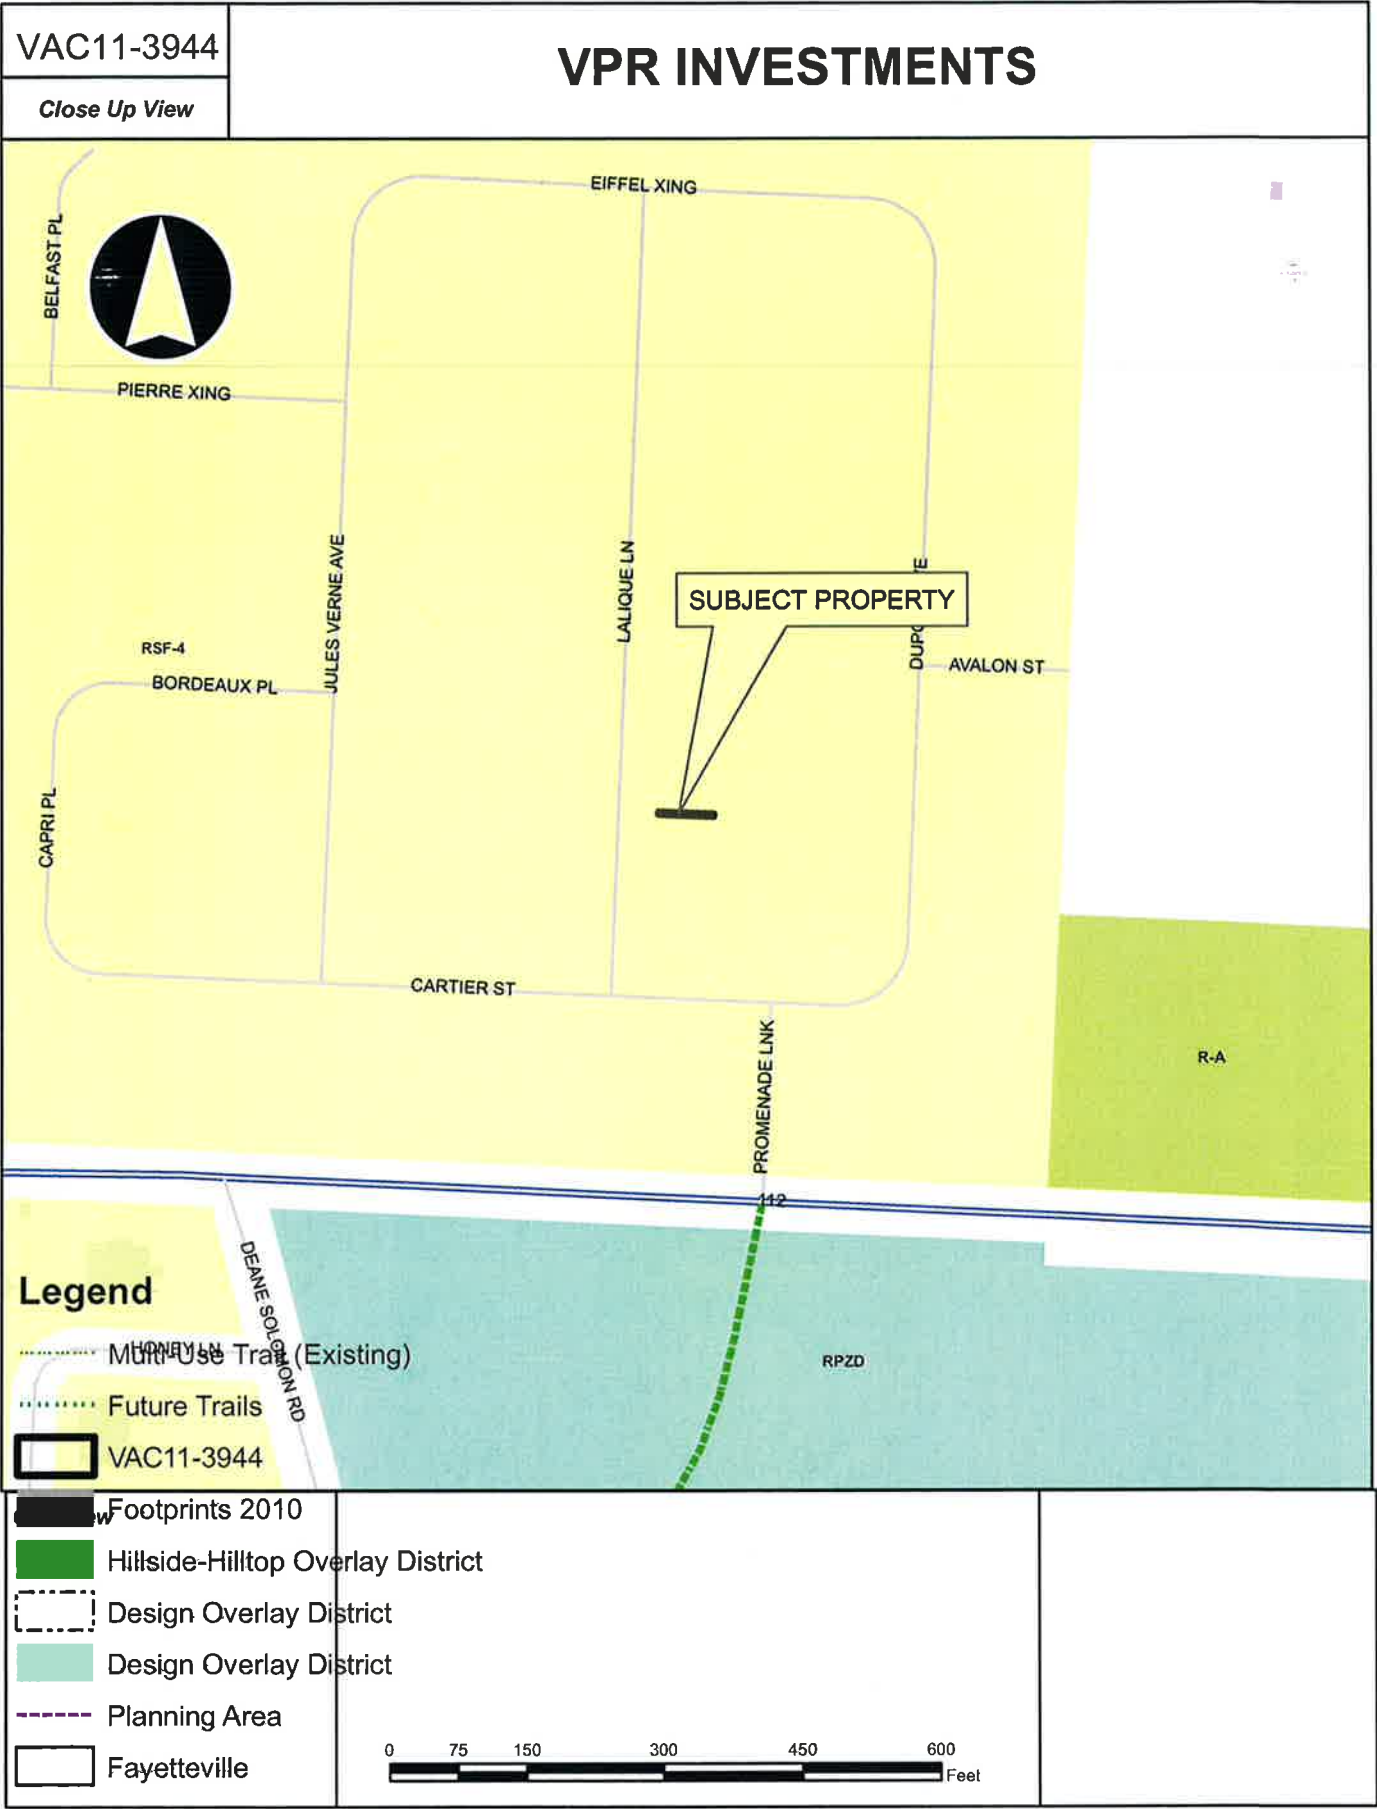 VAC11-3944
Close Up View
VPR INVESTMENTS
EIFFEL XING
BELFAST PL
PIERRE XING
JULES VERNE AVE
LALIQUE LN
SUBJECT PROPERTY
AVALON ST
RSF-4
BORDEAUX PL
CAPRI PL
CARTIER ST
PROMENADE LNK
R-A
112
DEANE SOLOMON RD
RPZD
HONEY LN
Legend
Multi-Use Trail (Existing)
Future Trails
VAC11-3944
Footprints 2010
Hillside-Hilltop Overlay District
Design Overlay District
Design Overlay District
Planning Area
Fayetteville
0 75 150 300 450 600
Feet